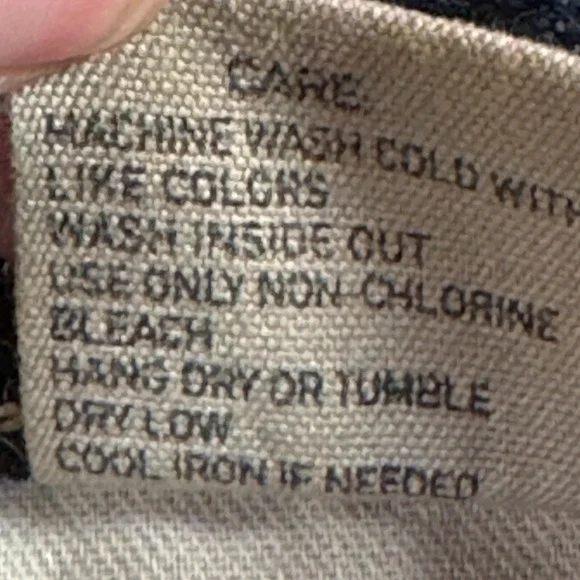 CARE:
MACHINE WASH COLD WITH
LIKE COLORS
WASH INSIDE OUT
USE ONLY NON-CHLORINE
BLEACH
HANG DRY OR TUMBLE
DRY LOW
COOL IRON IF NEEDED